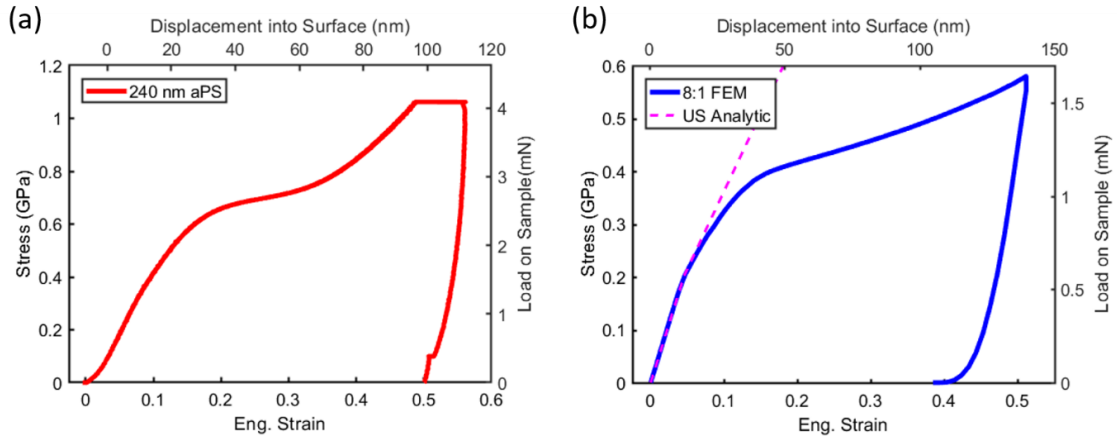 (a)
Displacement into Surface (nm)
0 20 40 60 80 100 120
1.2
1
0.8
0.6
0.4
0.2
0
Stress (GPa)
240 nm aPS
4
3
2
1
0
Load on Sample(mN)
0 0.1 0.2 0.3 0.4 0.5 0.6
Eng. Strain
(b)
Displacement into Surface (nm)
0 50 100 150
0.6
0.5
0.4
0.3
0.2
0.1
0
Stress (GPa)
8:1 FEM
US Analytic
1.5
1
0.5
0
Load on Sample (mN)
0 0.1 0.2 0.3 0.4 0.5
Eng. Strain